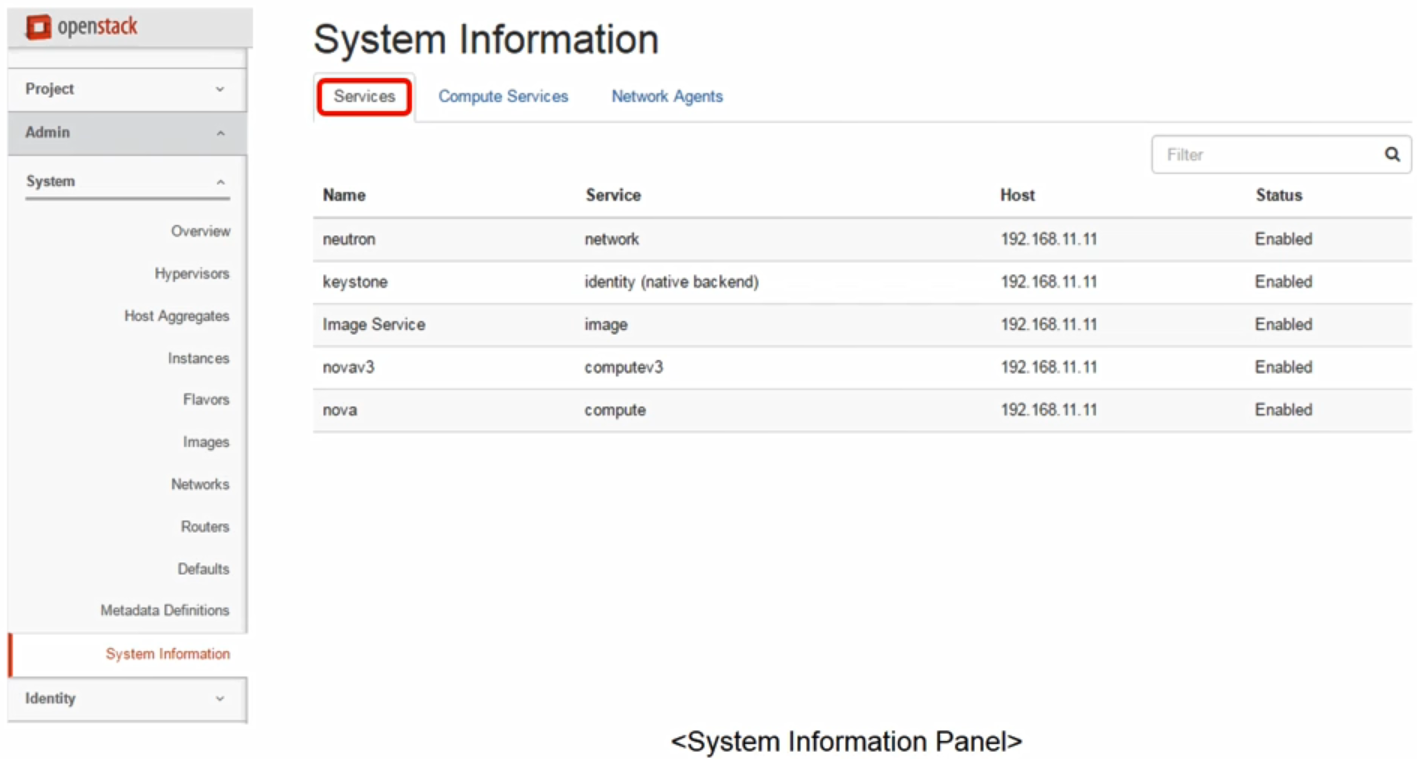 openstack
Project
Admin
System
Overview
Hypervisors
Host Aggregates
Instances
Flavors
Images
Networks
Routers
Defaults
Metadata Definitions
System Information
Identity
System Information
Services Compute Services Network Agents
Filter
Name Service Host Status
neutron network 192.168.11.11 Enabled
keystone identity (native backend) 192.168.11.11 Enabled
Image Service image 192.168.11.11 Enabled
novav3 computev3 192.168.11.11 Enabled
nova compute 192.168.11.11 Enabled
<System Information Panel>